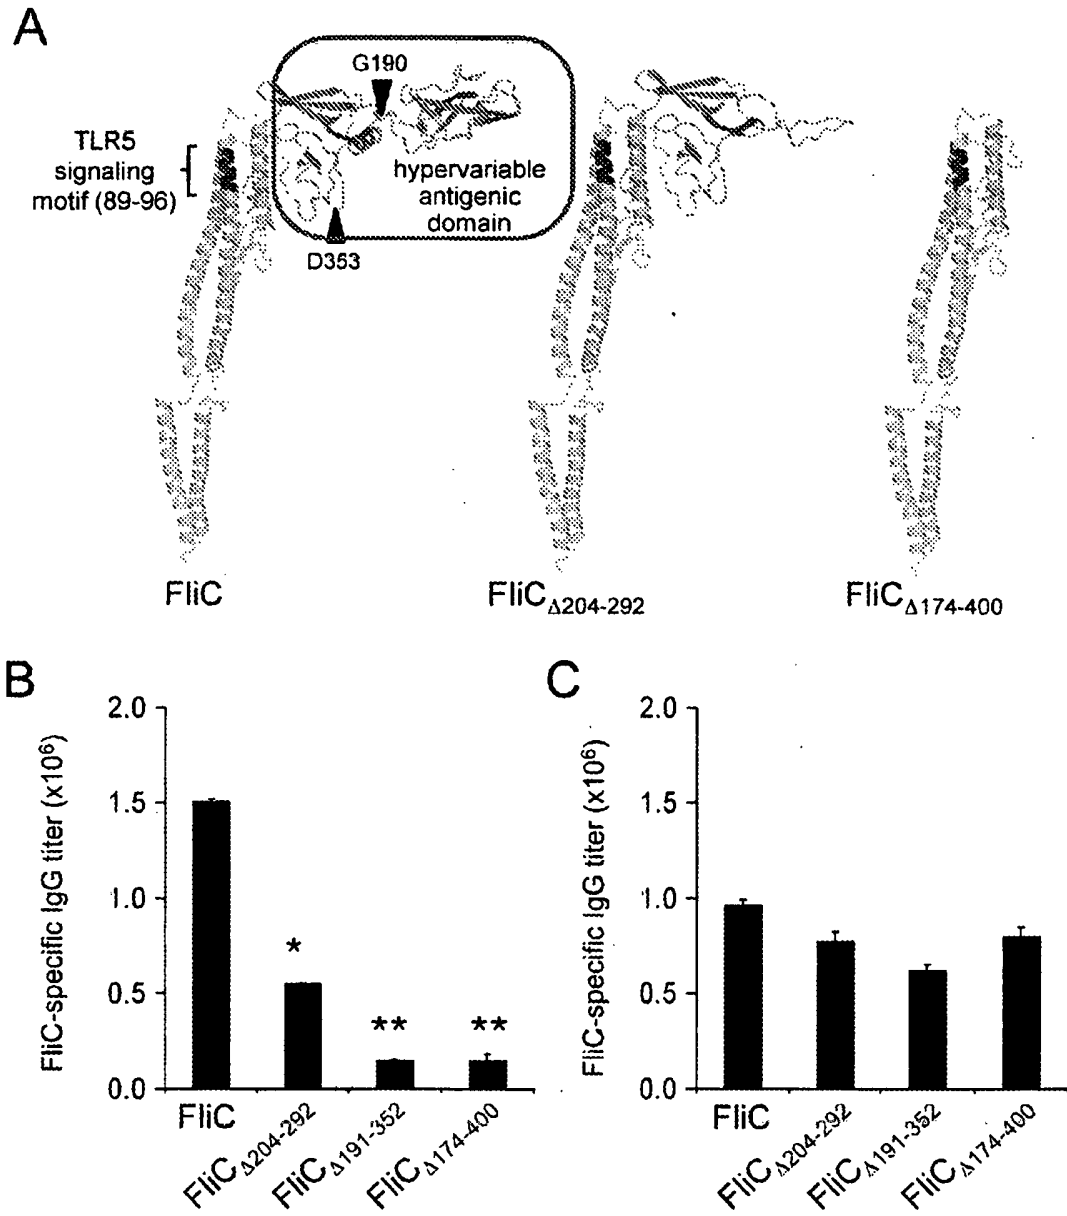 A
G190
TLR5
signaling
motif (89-96)
hypervariable
antigenic
domain
D353
FliC
FliCΔ204-292
FliCΔ174-400
B
FliC-specific IgG titer (x10⁶)
2.0
1.5
1.0
0.5
0.0
*
**
**
FliC
FliCΔ204-292
FliCΔ191-352
FliCΔ174-400
C
FliC-specific IgG titer (x10⁶)
2.0
1.5
1.0
0.5
0.0
FliC
FliCΔ204-292
FliCΔ191-352
FliCΔ174-400